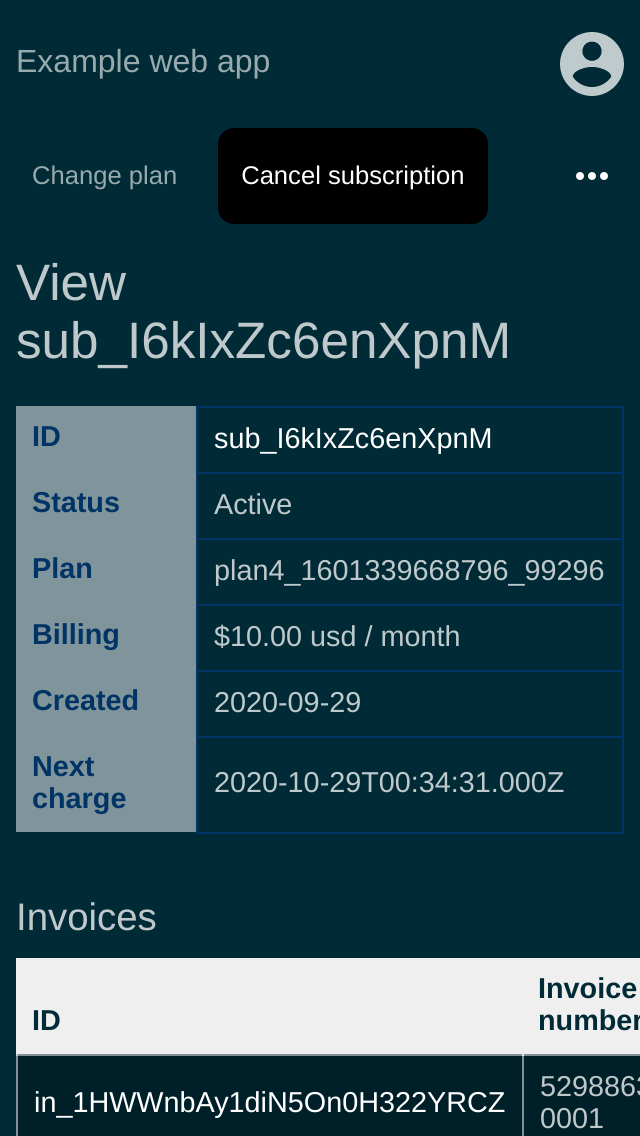 Example web app
Change plan Cancel subscription
View
sub_I6kIxZc6enXpnM
ID sub_I6kIxZc6enXpnM
Status Active
Plan plan4_1601339668796_99296
Billing $10.00 usd / month
Created 2020-09-29
Next
charge 2020-10-29T00:34:31.000Z
Invoices
ID Invoice
number
in_1HWWnbAy1diN5On0H322YRCZ 5298863
0001